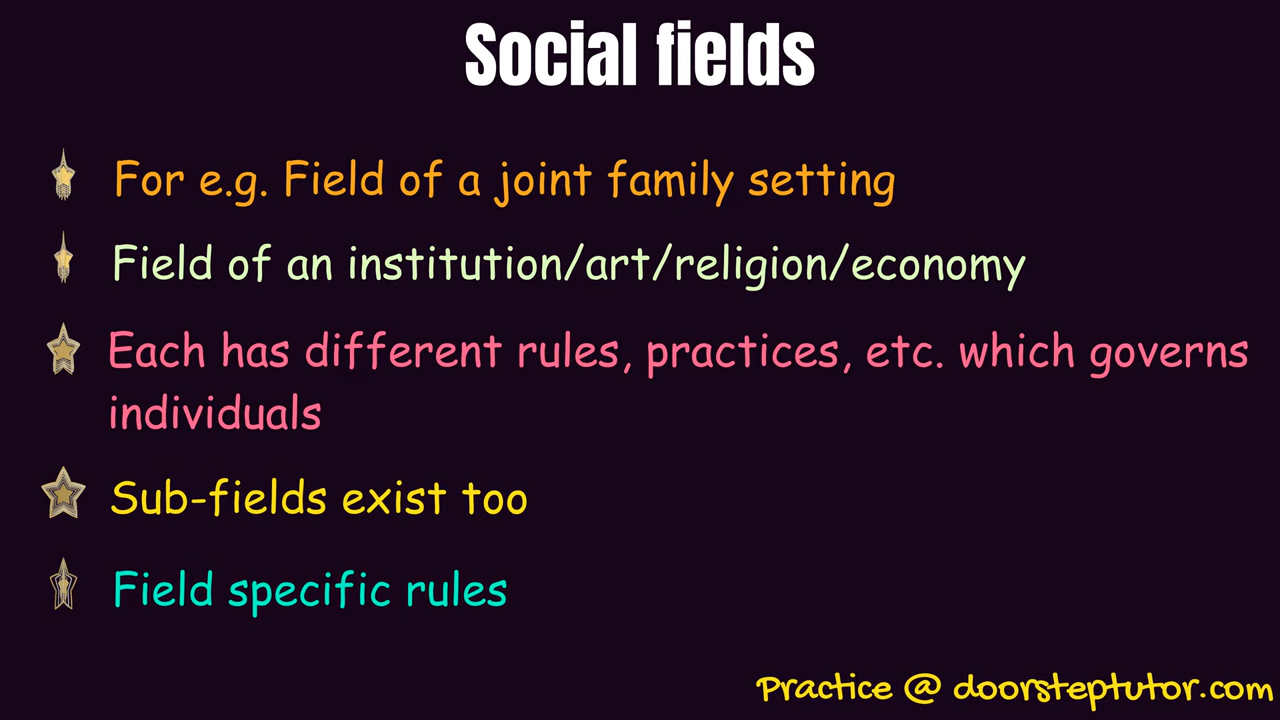 Social fields
For e.g. Field of a joint family setting
Field of an institution/art/religion/economy
Each has different rules, practices, etc. which governs
individuals
Sub-fields exist too
Field specific rules
Practice @ doorsteptutor.com